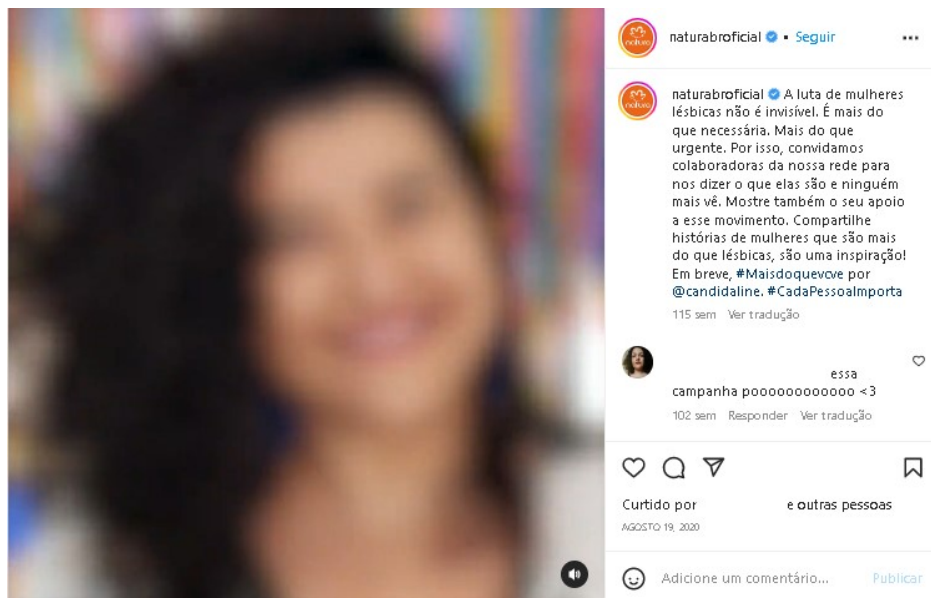 naturabroficial • Seguir
natura
naturabroficial A luta de mulheres
lésbicas não é invisível. É mais do
que necessária. Mais do que
urgente. Por isso, convidamos
colaboradoras da nossa rede para
nos dizer o que elas são e ninguém
mais vê. Mostre também o seu apoio
a esse movimento. Compartilhe
histórias de mulheres que são mais
do que lésbicas, são uma inspiração!
Em breve, #Maisdoquevcve por
@candidaline. #CadaPessoaImporta
natura
115 sem Ver tradução
essa
campanha poooooooooooo <3
102 sem Responder Ver tradução
Curtido por e outras pessoas
AGOSTO 19, 2020
Adicione um comentário... Publicar